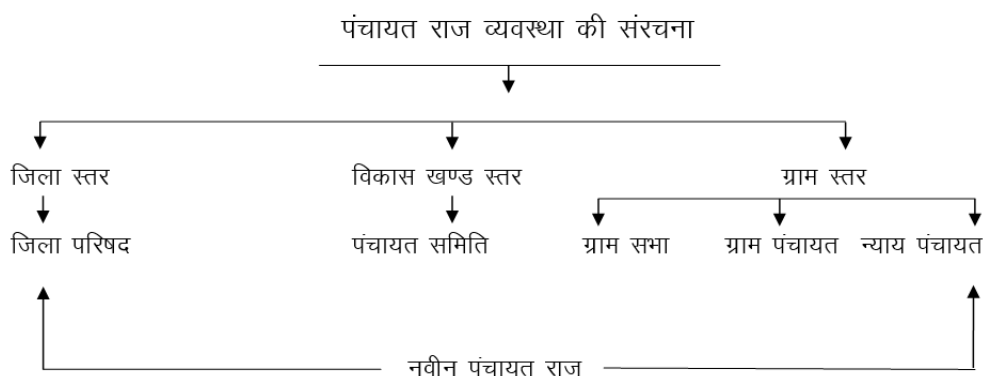 पंचायत राज व्यवस्था की संरचना
जिला स्तर विकास खण्ड स्तर ग्राम स्तर
जिला परिषद पंचायत समिति ग्राम सभा ग्राम पंचायत न्याय पंचायत
नवीन पंचायत राज